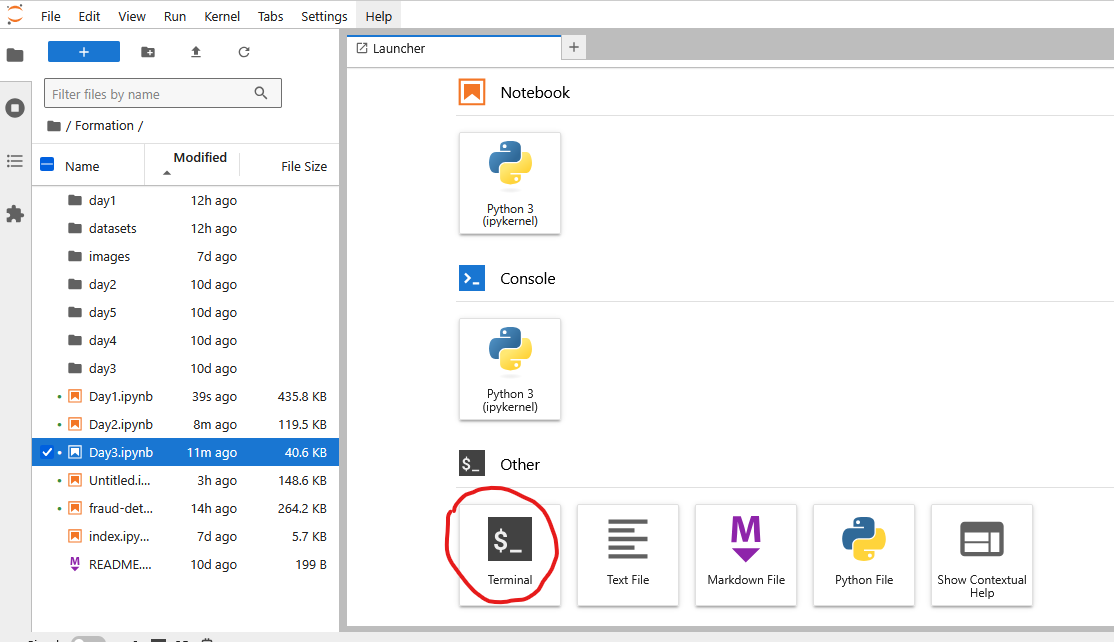 File Edit View Run Kernel Tabs Settings Help
+
Filter files by name
/ Formation /
Name Modified File Size
day1 12h ago
datasets 12h ago
images 7d ago
day2 10d ago
day5 10d ago
day4 10d ago
day3 10d ago
Day1.ipynb 39s ago 435.8 KB
Day2.ipynb 8m ago 119.5 KB
Day3.ipynb 11m ago 40.6 KB
Untitled.i... 3h ago 148.6 KB
fraud-det... 14h ago 264.2 KB
index.ipy... 7d ago 5.7 KB
M README.... 10d ago 199 B
Launcher +
Notebook
Python 3
(ipykernel)
>_ Console
Python 3
(ipykernel)
$_ Other
$_
Terminal
Text File
M
Markdown File
Python File
Show Contextual
Help